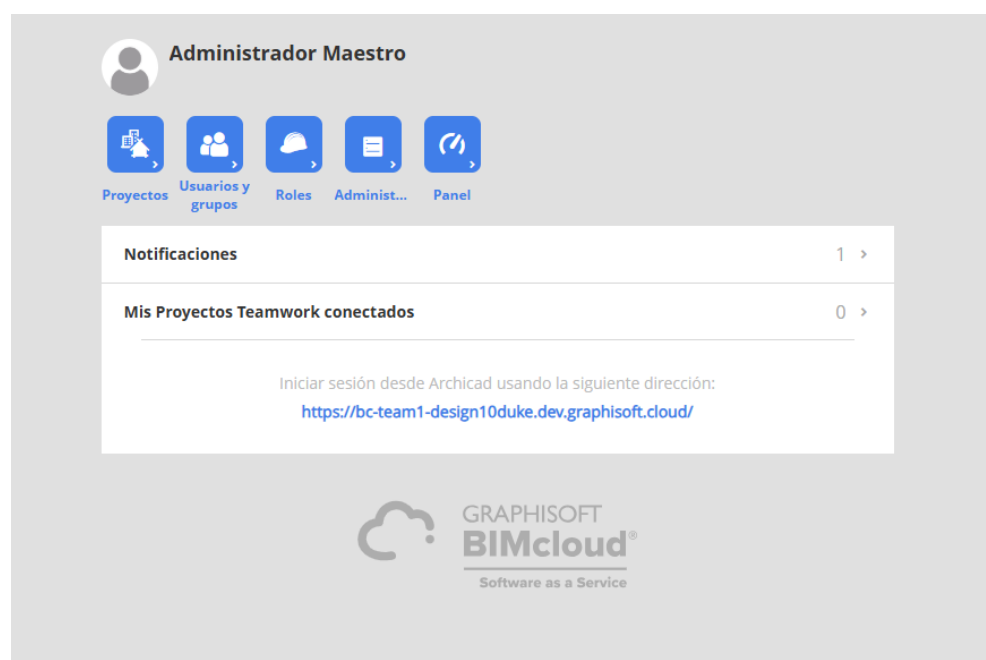 Administrador Maestro
Proyectos
Usuarios y
grupos
Roles
Administ...
Panel
Notificaciones 1
Mis Proyectos Teamwork conectados 0
Iniciar sesión desde Archicad usando la siguiente dirección:
https://bc-team1-design10duke.dev.graphisoft.cloud/
GRAPHISOFT
BIMcloud®
Software as a Service